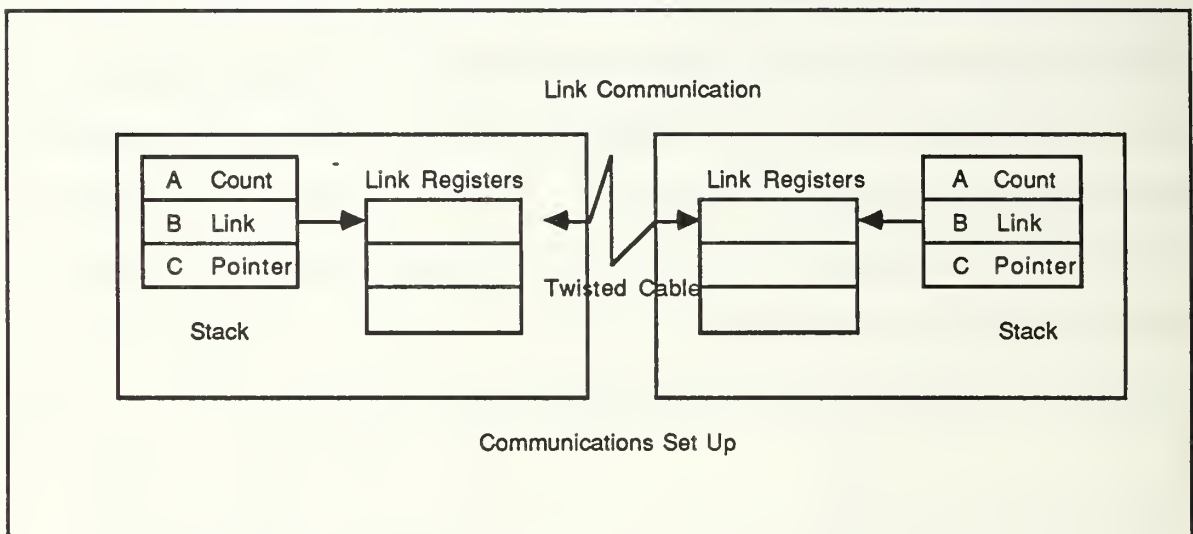 Link Communication
A Count
B Link
C Pointer
Stack
Link Registers
Twisted Cable
Link Registers
A Count
B Link
C Pointer
Stack
Communications Set Up